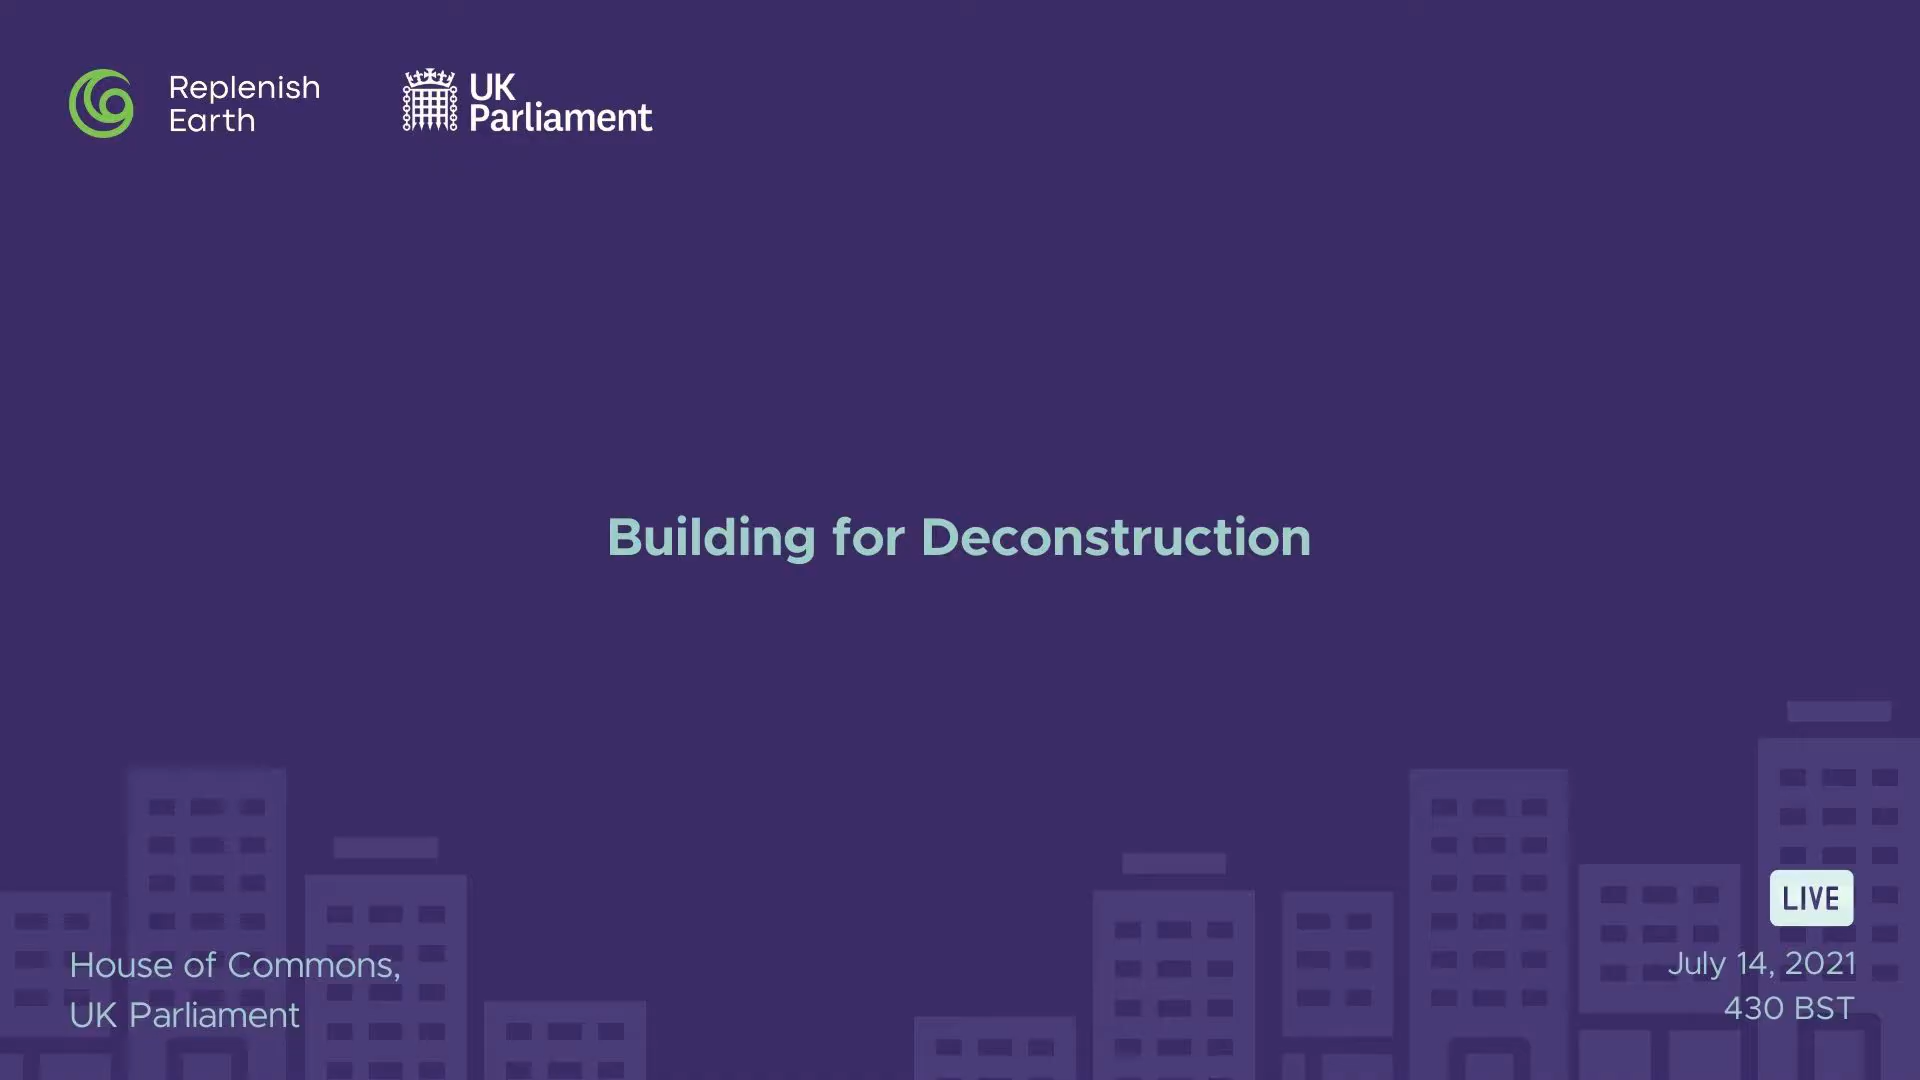 Replenish
Earth
UK
Parliament
Building for Deconstruction
House of Commons,
UK Parliament
LIVE
July 14, 2021
430 BST